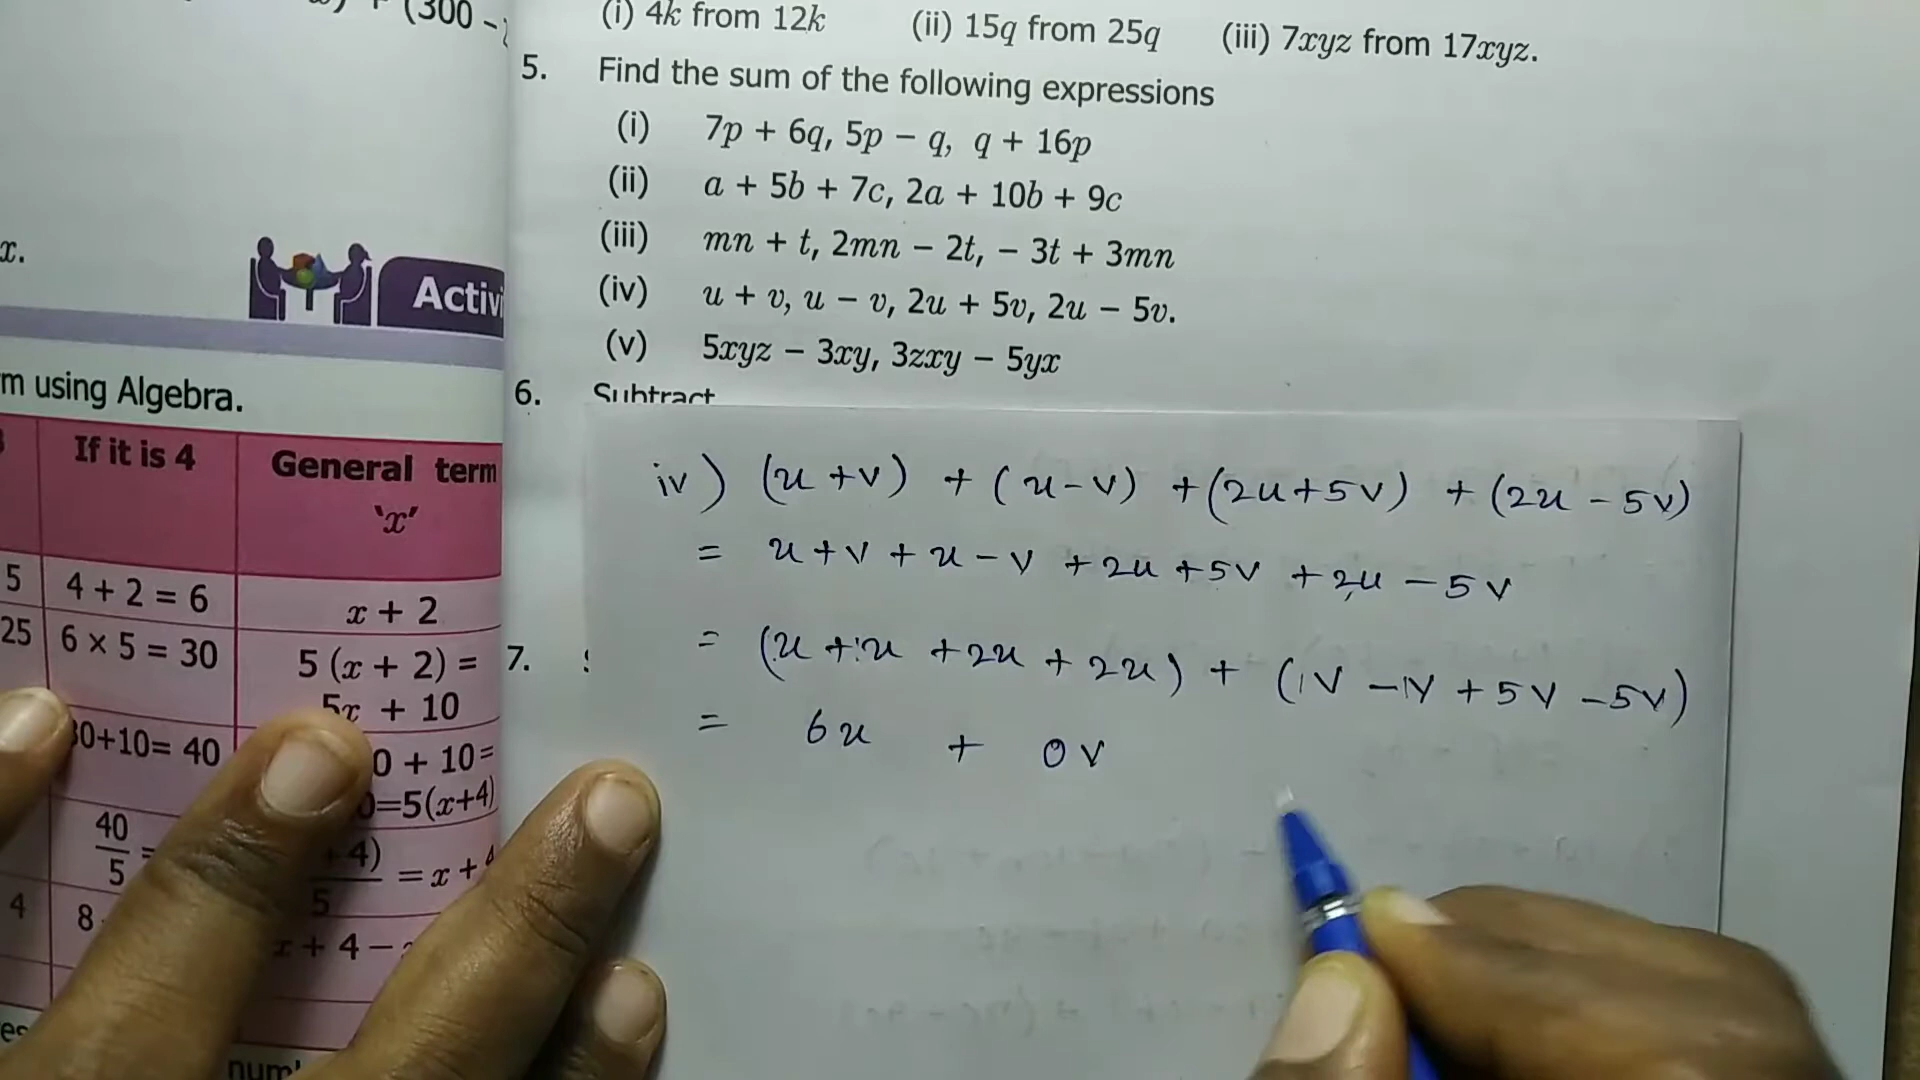 (300 -
x.
Activi
m using Algebra.
If it is 4
General term
'x'
5
4 + 2 = 6
x + 2
25
6 × 5 = 30
5 (x + 2) =
5x + 10
30+10= 40
0 + 10 =
0=5(x+4)
40
5
+ 4)
5
= x +
4
8
x + 4 –
(i) 4k from 12k (ii) 15q from 25q (iii) 7xyz from 17xyz.
5. Find the sum of the following expressions
(i) 7p + 6q, 5p – q, q + 16p
(ii) a + 5b + 7c, 2a + 10b + 9c
(iii) mn + t, 2mn – 2t, – 3t + 3mn
(iv) u + v, u – v, 2u + 5v, 2u – 5v.
(v) 5xyz – 3xy, 3zxy – 5yx
6. Subtract
7.
iv) (u+v) + (u-v) + (2u+5v) + (2u - 5v)
= u + v + u - v + 2u + 5v + 2u - 5v
= (u + 1u + 2u + 2u) + (1v - 1v + 5v - 5v)
= 6u + 0v